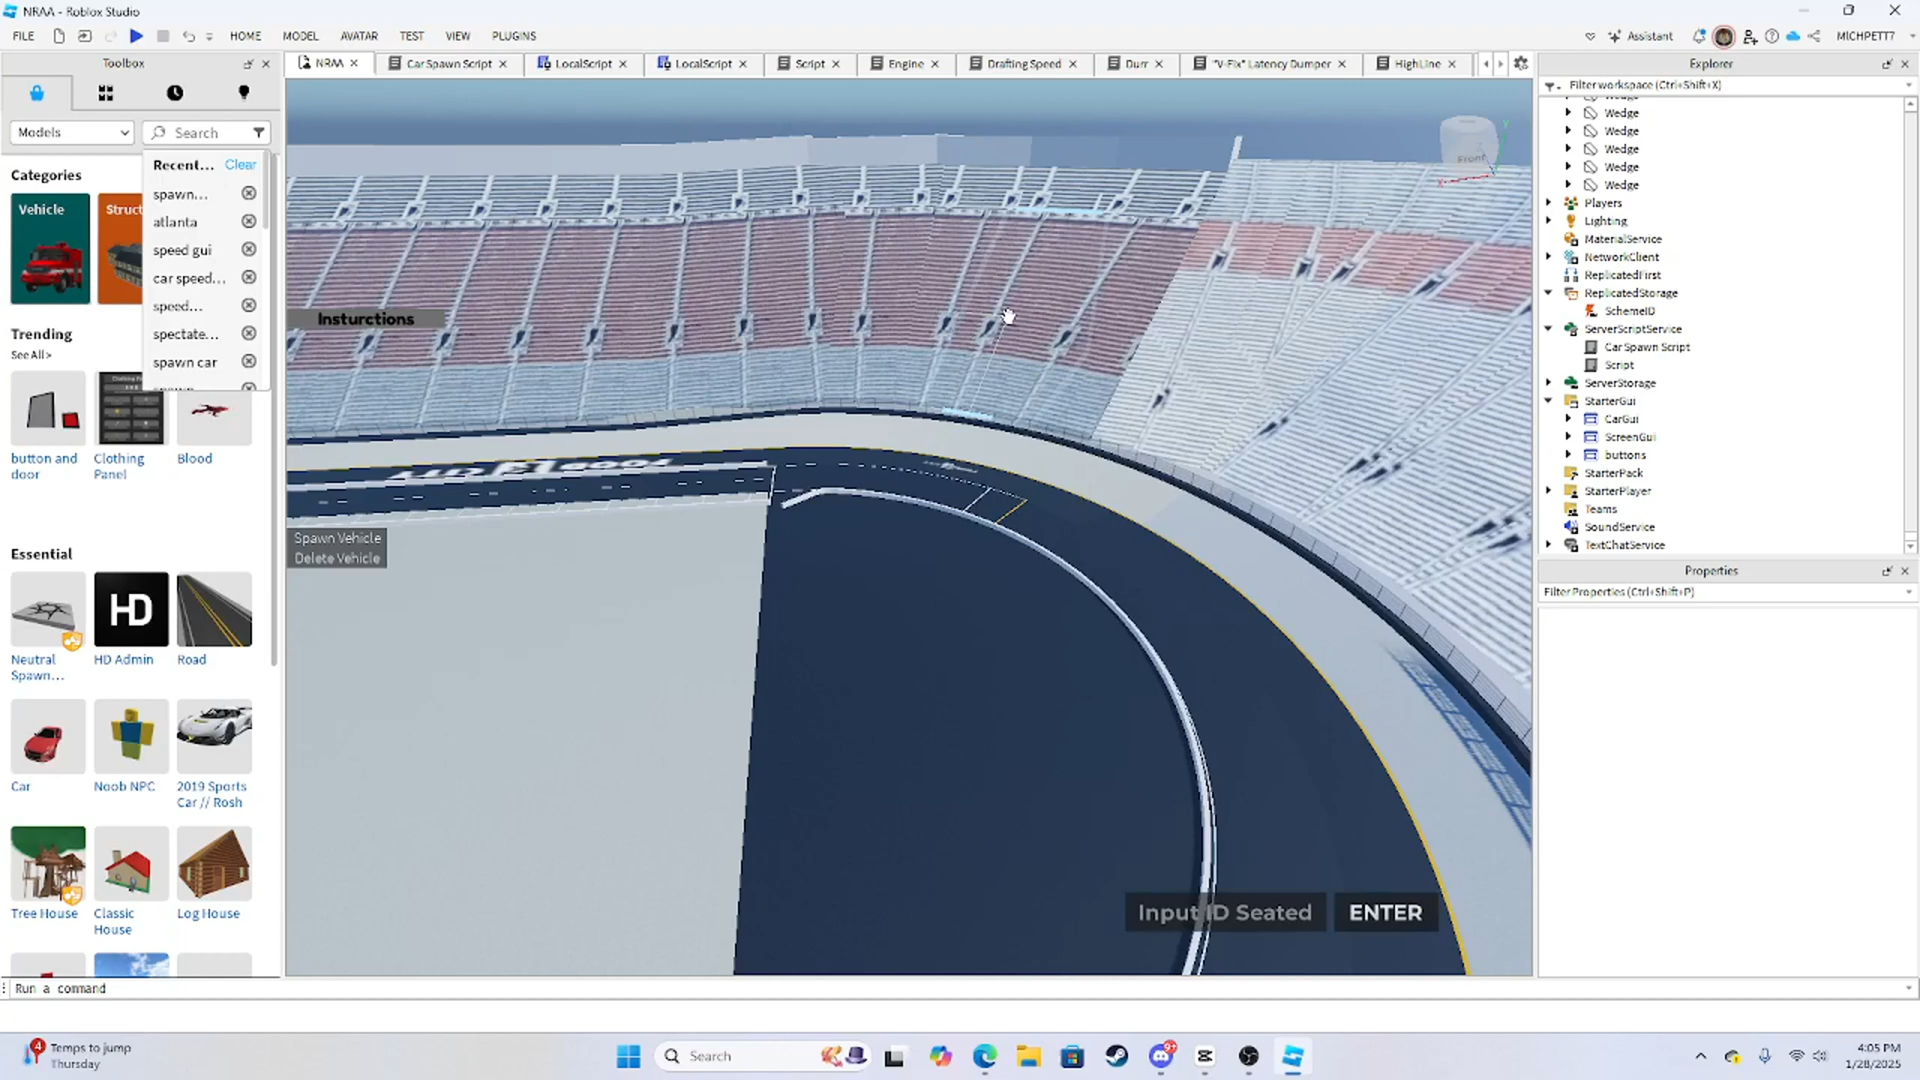 NRAA - Roblox Studio
FILE HOME MODEL AVATAR TEST VIEW PLUGINS Assistant MICHPETT7
Toolbox
NRAA Car Spawn Script LocalScript LocalScript Script Engine Drafting Speed Durr "V-Fix" Latency Dumper HighLine
Models
Search
Recent... Clear
spawn...
atlanta
speed gui
car speed...
speed...
spectate...
spawn car
Categories
Vehicle
Struct
Trending
See All >
button and door
Clothing Panel
Blood
Essential
HD
Neutral Spawn...
HD Admin
Road
Car
Noob NPC
2019 Sports Car // Rosh
Tree House
Classic House
Log House
Insturctions
Spawn Vehicle
Delete Vehicle
Front
Input ID Seated
ENTER
Explorer
Filter workspace (Ctrl+Shift+X)
Wedge
Wedge
Wedge
Wedge
Wedge
Wedge
Players
Lighting
MaterialService
NetworkClient
ReplicatedFirst
ReplicatedStorage
SchemeID
ServerScriptService
Car Spawn Script
Script
ServerStorage
StarterGui
CarGui
ScreenGui
buttons
StarterPack
StarterPlayer
Teams
SoundService
TextChatService
Properties
Filter Properties (Ctrl+Shift+P)
Run a command
4
Temps to jump
Thursday
Search
9+
4:05 PM
1/28/2025